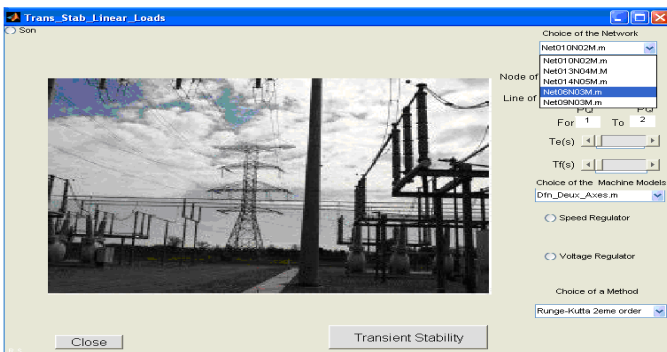 Trans_Stab_Linear_Loads
Son
Choice of the Network
Net010N02M.m
Net010N02M.m
Net013N04M.M
Net014N05M.m
Net06N03M.m
Net09N03M.m
Node of
Line of
PQ PQ
For 1 To 2
Te(s)
Tf(s)
Choice of the Machine Models
Dfn_Deux_Axes.m
Speed Regulator
Voltage Regulator
Choice of a Method
Runge-Kutta 2eme order
Close
Transient Stability